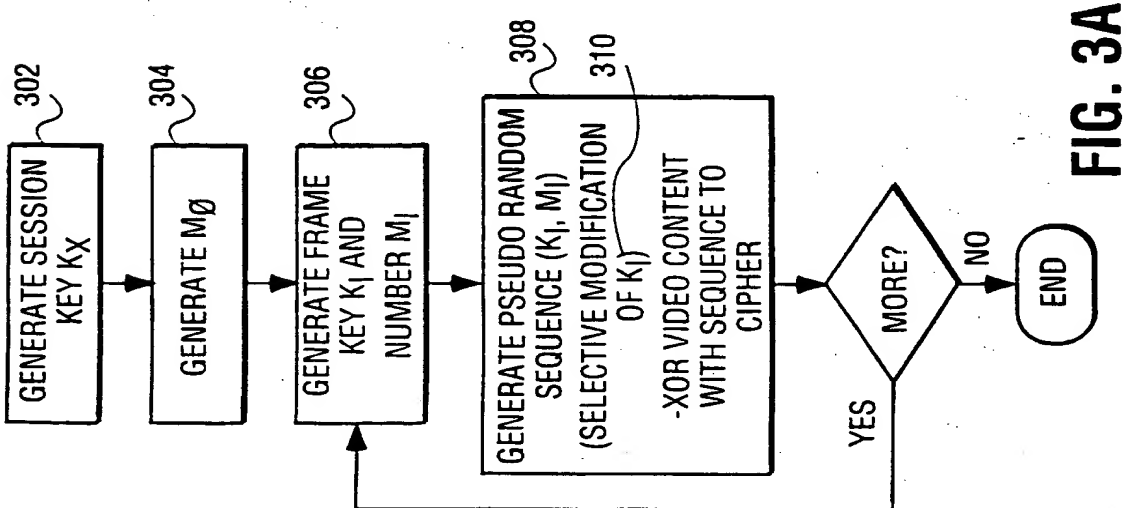 302
GENERATE SESSION
KEY Kx
304
GENERATE MØ
306
GENERATE FRAME
KEY KI AND
NUMBER MI
308
310
GENERATE PSEUDO RANDOM
SEQUENCE (KI, MI)
(SELECTIVE MODIFICATION
OF KI)
-XOR VIDEO CONTENT
WITH SEQUENCE TO
CIPHER
MORE?
YES
NO
END
FIG. 3A